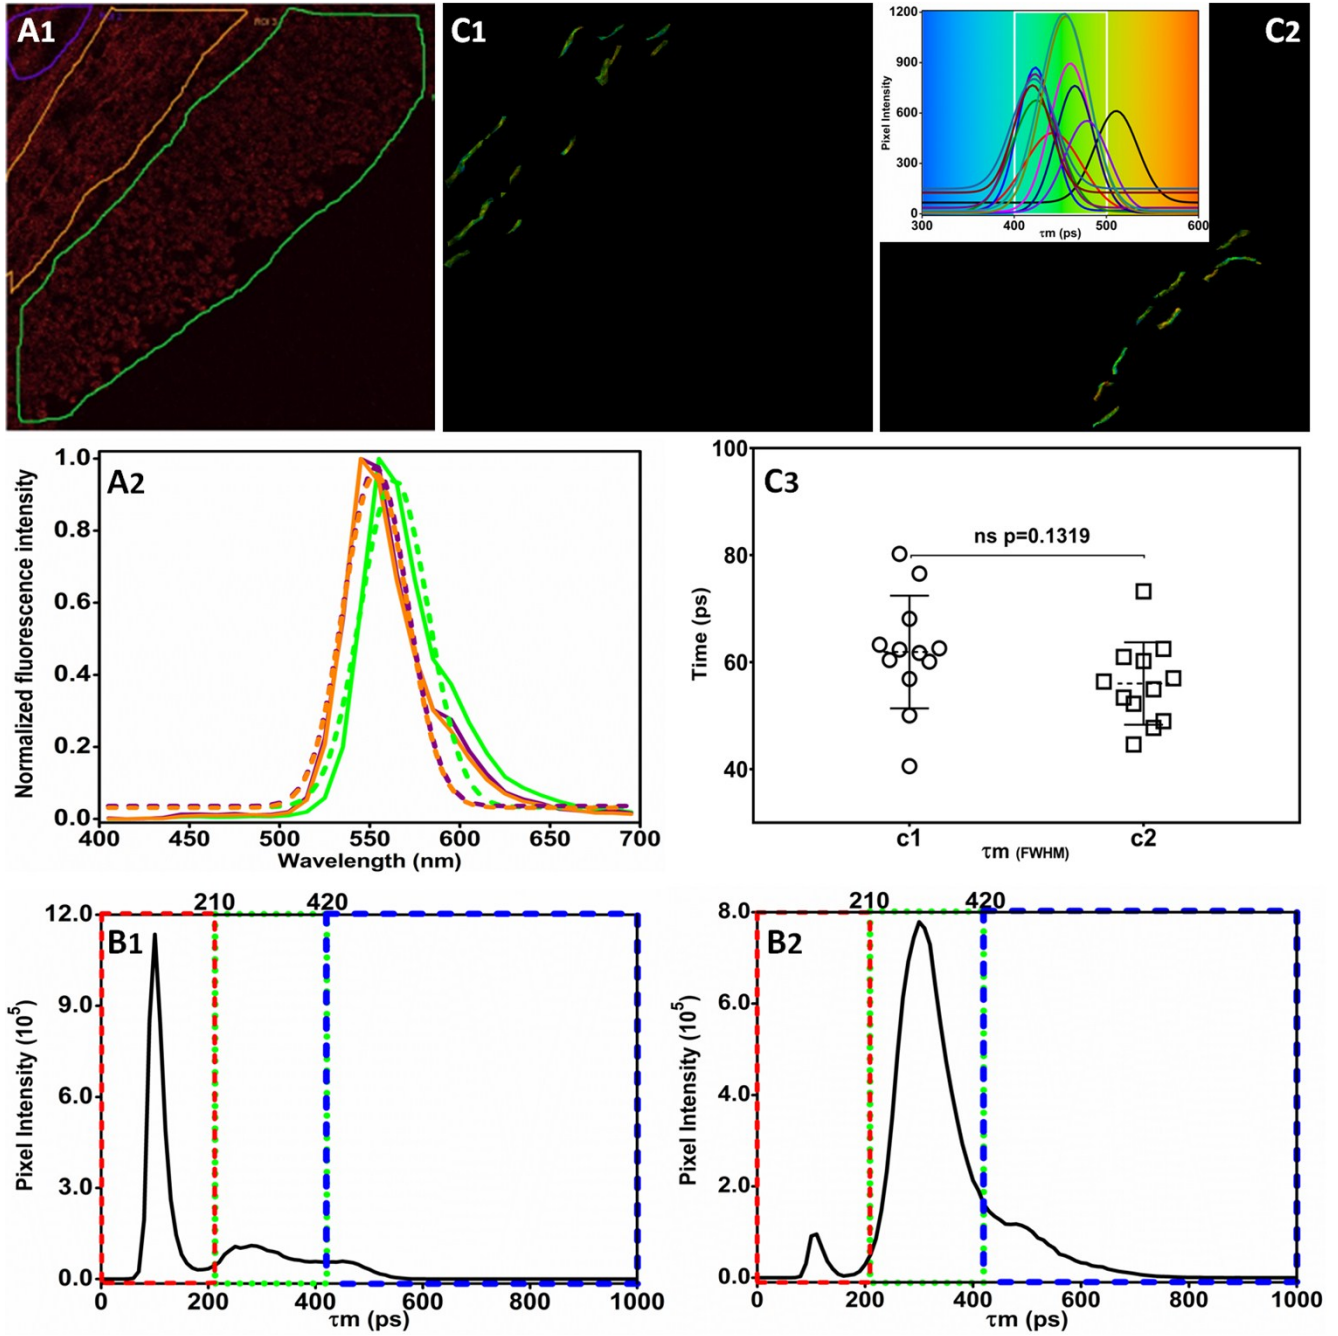 A1
ROI 3
C1
C2
1200
900
600
300
0
Pixel Intensity
300 400 500 600
τm (ps)
A2
1.0
0.8
0.6
0.4
0.2
0.0
Normalized fluorescence intensity
400 450 500 550 600 650 700
Wavelength (nm)
C3
100
80
60
40
Time (ps)
ns p=0.1319
c1 c2
τm (FWHM)
B1
210 420
12.0
9.0
6.0
3.0
0.0
Pixel Intensity (10⁵)
0 200 400 600 800 1000
τm (ps)
B2
210 420
8.0
6.0
4.0
2.0
0.0
Pixel Intensity (10⁵)
0 200 400 600 800 1000
τm (ps)